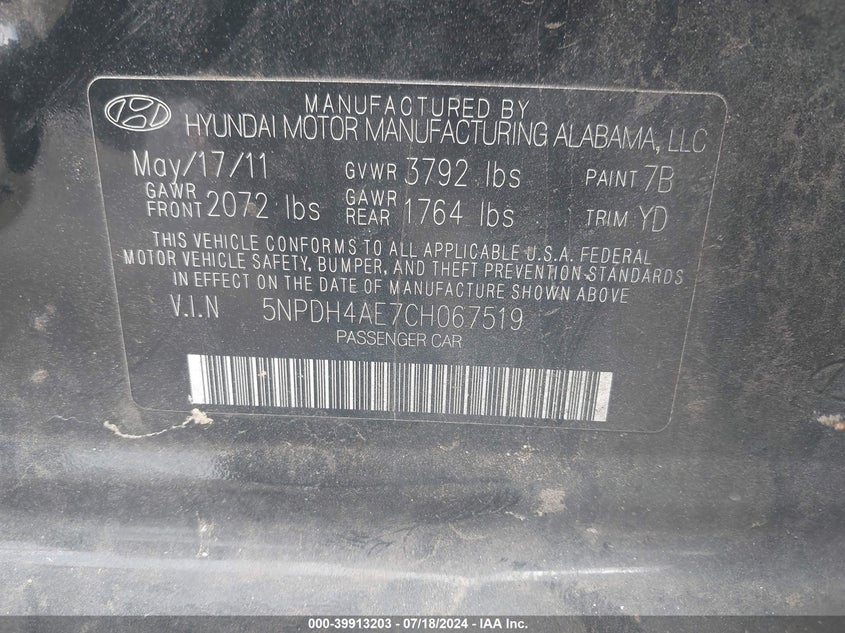 MANUFACTURED BY
HYUNDAI MOTOR MANUFACTURING ALABAMA, LLC
May/17/11 GVWR 3792 lbs PAINT 7B
GAWR FRONT 2072 lbs GAWR REAR 1764 lbs TRIM YD
THIS VEHICLE CONFORMS TO ALL APPLICABLE U.S.A. FEDERAL
MOTOR VEHICLE SAFETY, BUMPER, AND THEFT PREVENTION STANDARDS
IN EFFECT ON THE DATE OF MANUFACTURE SHOWN ABOVE
V.I.N 5NPDH4AE7CH067519
PASSENGER CAR
000-39913203 - 07/18/2024 - IAA Inc.